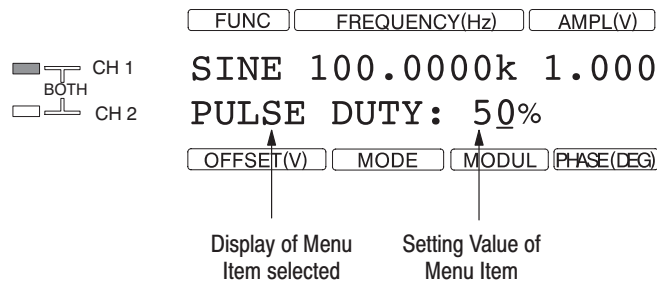 FUNC FREQUENCY(Hz) AMPL(V)
CH 1
BOTH
CH 2
SINE 100.0000k 1.000
PULSE DUTY: 50%
OFFSET(V) MODE MODUL PHASE(DEG)
Display of Menu
Item selected
Setting Value of
Menu Item